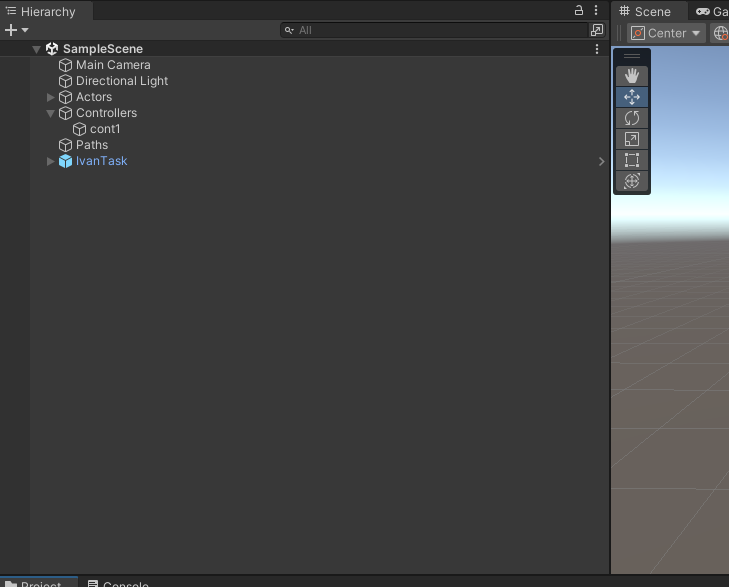 Hierarchy
All
SampleScene
Main Camera
Directional Light
Actors
Controllers
cont1
Paths
IvanTask
Scene
Ga
Center
Project
Console